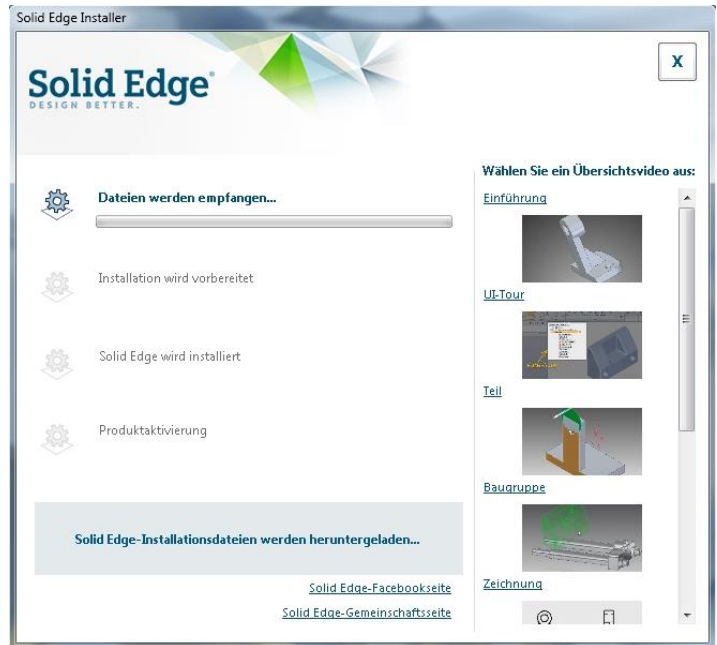 Solid Edge Installer
Solid Edge
DESIGN BETTER.
X
Dateien werden empfangen...
Installation wird vorbereitet
Solid Edge wird installiert
Produktaktivierung
Solid Edge-Installationsdateien werden heruntergeladen...
Solid Edge-Facebookseite
Solid Edge-Gemeinschaftsseite
Wählen Sie ein Übersichtsvideo aus:
Einführung
UI-Tour
Teil
Baugruppe
Zeichnung